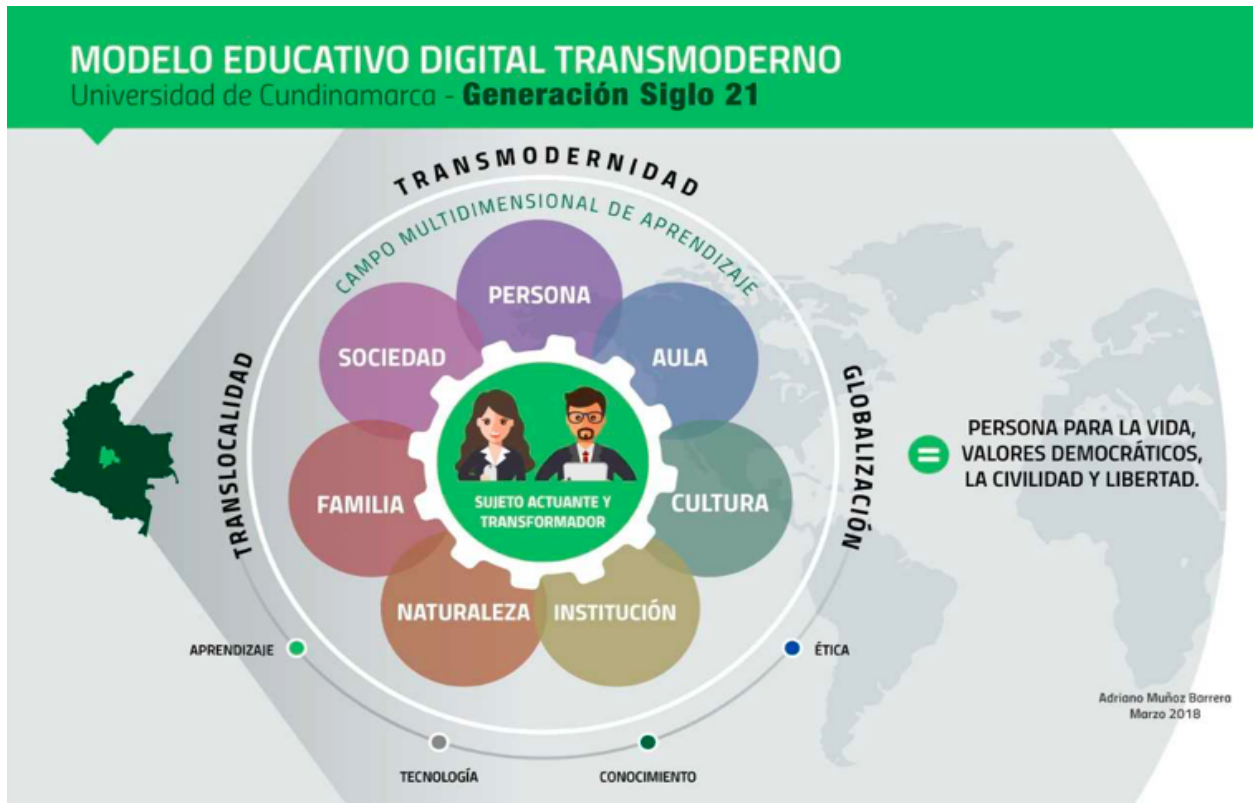 MODELO EDUCATIVO DIGITAL TRANSMODERNO
Universidad de Cundinamarca - Generación Siglo 21
TRANSMODERNIDAD
CAMPO MULTIDIMENSIONAL DE APRENDIZAJE
PERSONA
SOCIEDAD
AULA
TRANSLOCALIDAD
GLOBALIZACIÓN
FAMILIA
SUJETO ACTUANTE Y
TRANSFORMADOR
CULTURA
NATURALEZA
INSTITUCIÓN
PERSONA PARA LA VIDA,
VALORES DEMOCRÁTICOS,
LA CIVILIDAD Y LIBERTAD.
APRENDIZAJE
ÉTICA
TECNOLOGÍA
CONOCIMIENTO
Adriano Muñoz Barrera
Marzo 2018